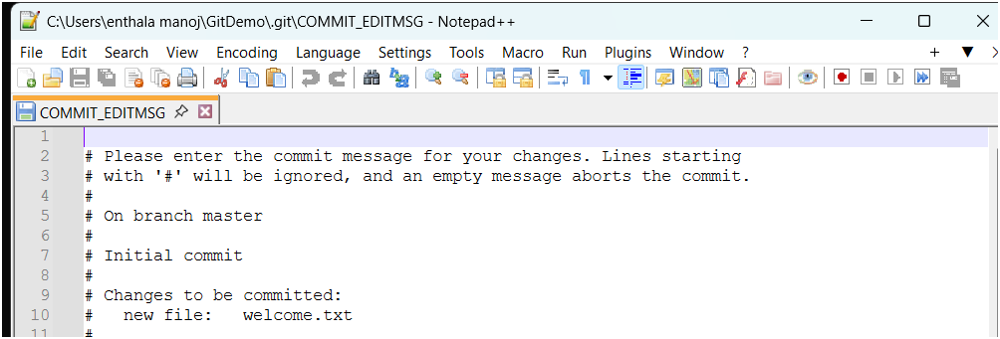 C:\Users\enthala manoj\GitDemo\.git\COMMIT_EDITMSG - Notepad++
File Edit Search View Encoding Language Settings Tools Macro Run Plugins Window ?
COMMIT_EDITMSG
1
2 # Please enter the commit message for your changes. Lines starting
3 # with '#' will be ignored, and an empty message aborts the commit.
4 #
5 # On branch master
6 #
7 # Initial commit
8 #
9 # Changes to be committed:
10 # new file: welcome.txt
11 #